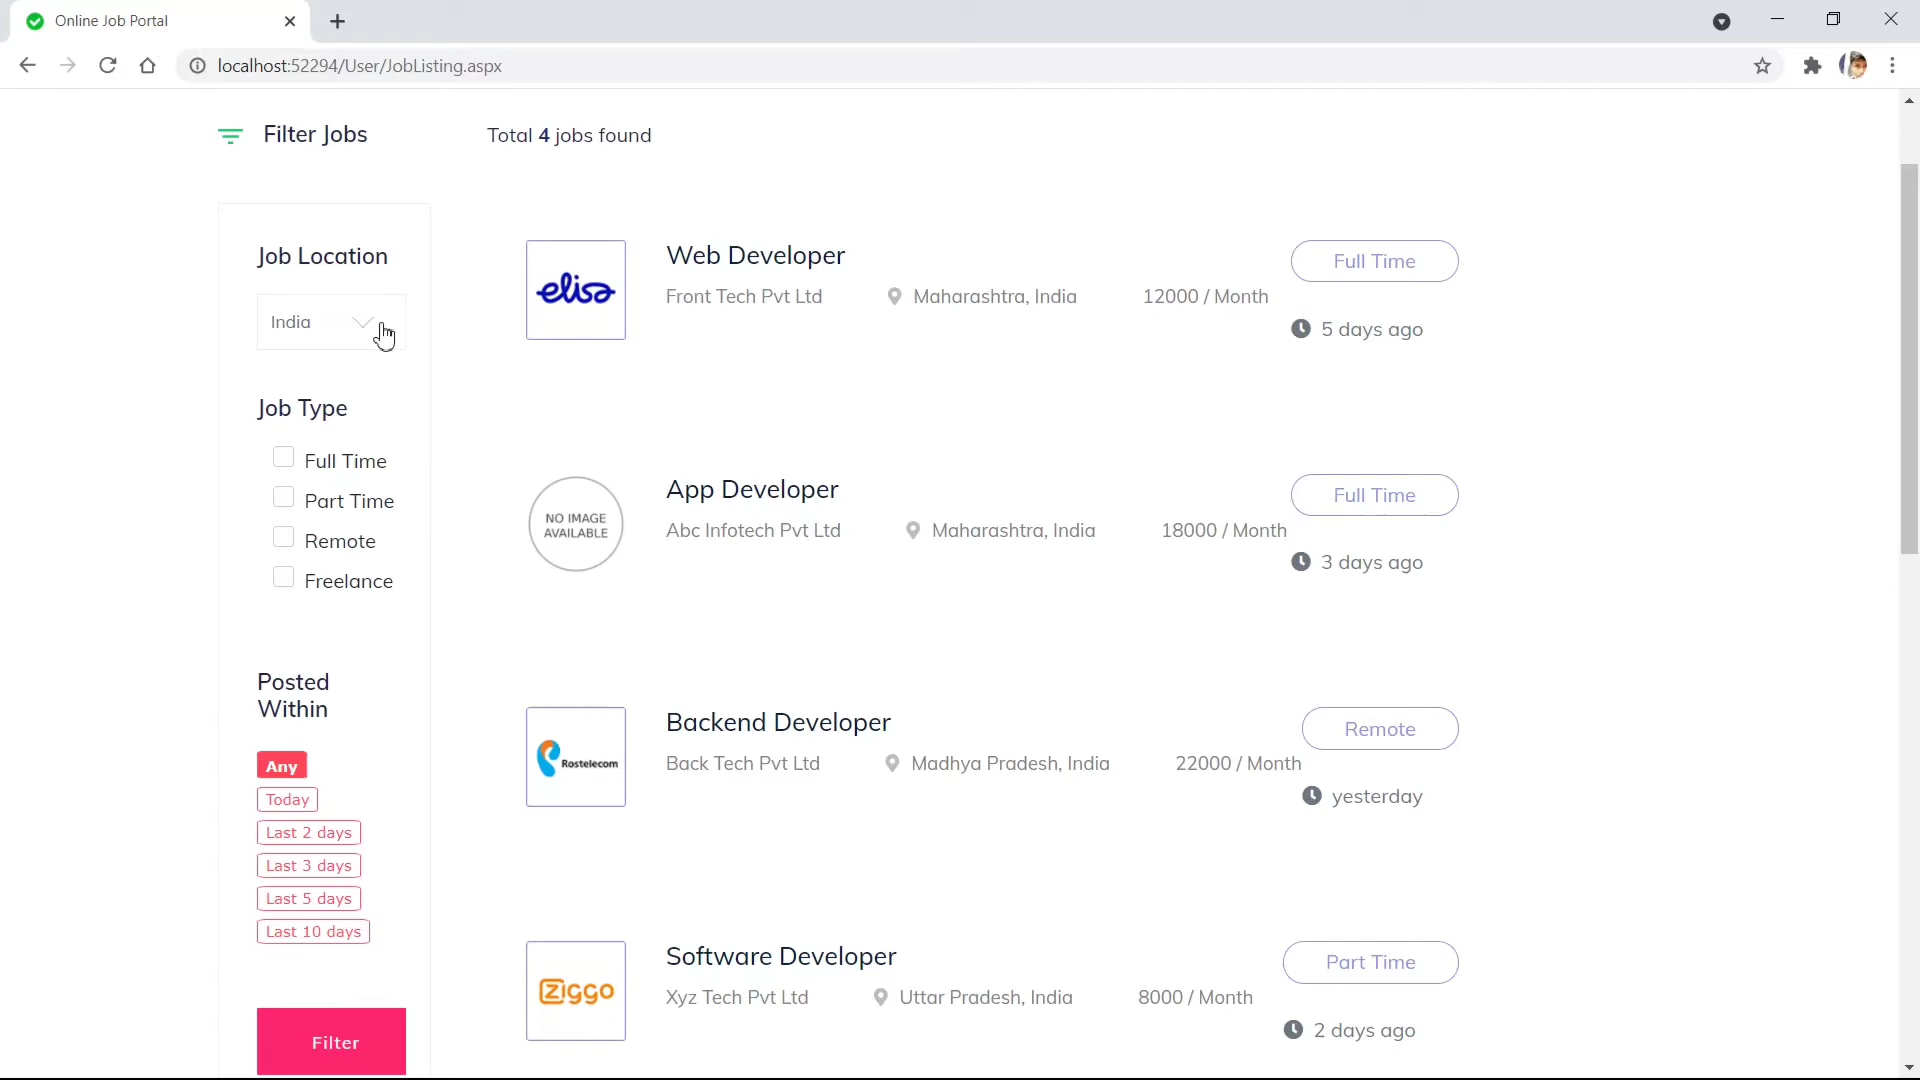 Online Job Portal
localhost:52294/User/JobListing.aspx
Filter Jobs
Total 4 jobs found
Job Location
India
Job Type
Full Time
Part Time
Remote
Freelance
Posted
Within
Any
Today
Last 2 days
Last 3 days
Last 5 days
Last 10 days
Filter
elisa
Web Developer
Front Tech Pvt Ltd Maharashtra, India 12000 / Month
Full Time
5 days ago
NO IMAGE
AVAILABLE
App Developer
Abc Infotech Pvt Ltd Maharashtra, India 18000 / Month
Full Time
3 days ago
Rostelecom
Backend Developer
Back Tech Pvt Ltd Madhya Pradesh, India 22000 / Month
Remote
yesterday
ziggo
Software Developer
Xyz Tech Pvt Ltd Uttar Pradesh, India 8000 / Month
Part Time
2 days ago